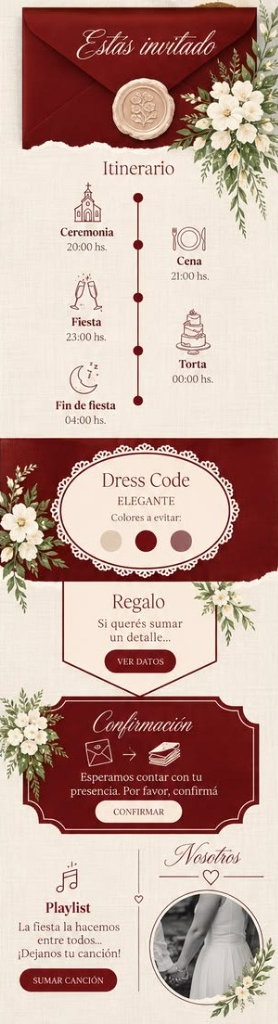 Estás invitado
Itinerario
Ceremonia
20:00 hs.
Cena
21:00 hs.
Fiesta
23:00 hs.
Torta
00:00 hs.
z z z
Fin de fiesta
04:00 hs.
Dress Code
ELEGANTE
Colores a evitar:
Regalo
Si querés sumar
un detalle...
VER DATOS
Confirmación
Esperamos contar con tu
presencia. Por favor, confirmá
CONFIRMAR
Playlist
La fiesta la hacemos
entre todos...
¡Dejanos tu canción!
SUMAR CANCIÓN
Nosotros